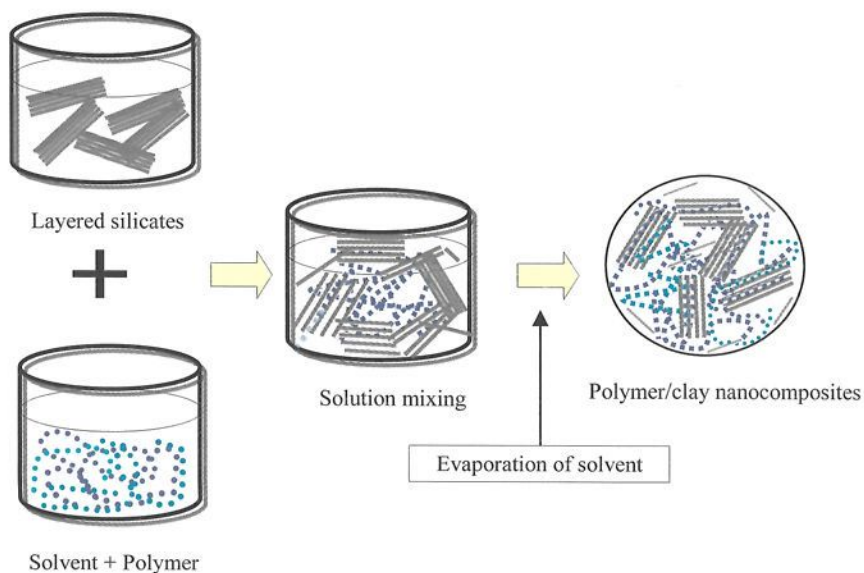 Layered silicates
+
Solvent + Polymer
Solution mixing
Evaporation of solvent
Polymer/clay nanocomposites